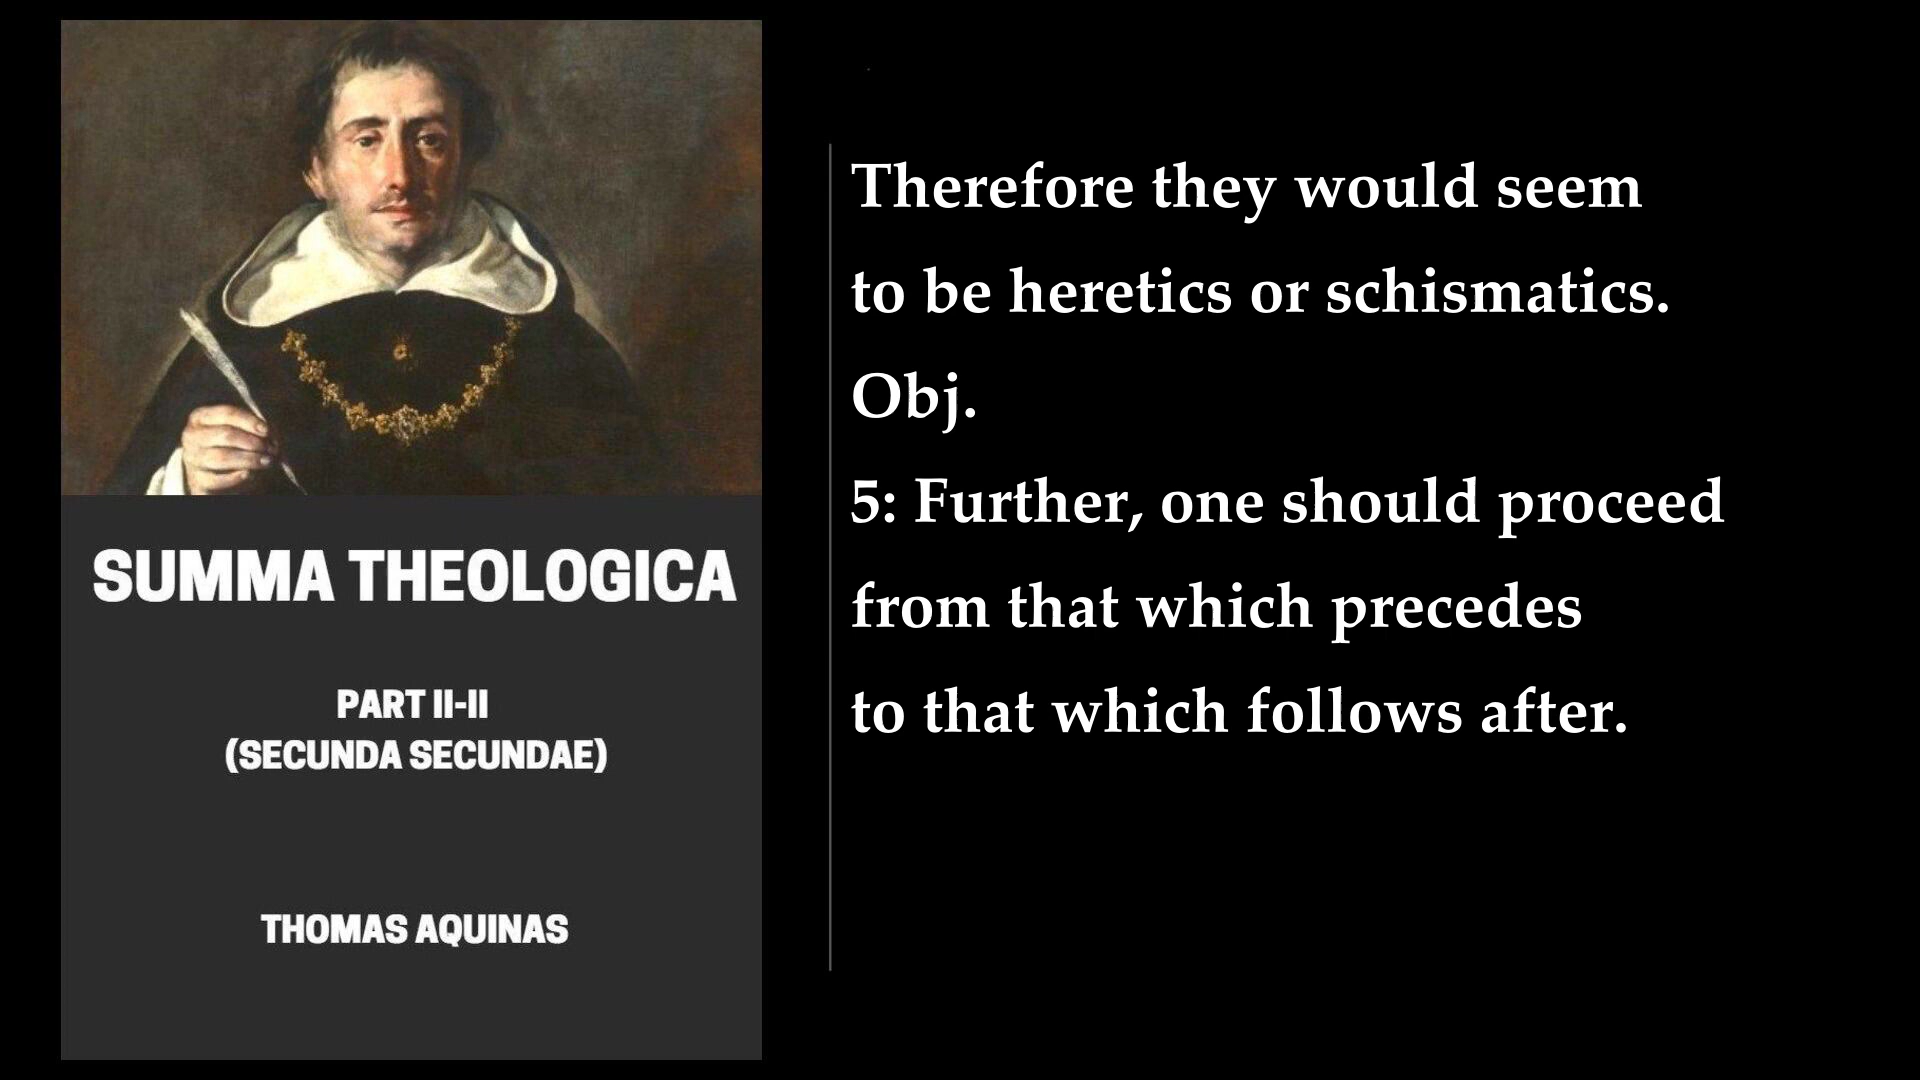 SUMMA THEOLOGICA
PART II-II
(SECUNDA SECUNDAE)
THOMAS AQUINAS
Therefore they would seem
to be heretics or schismatics.
Obj.
5: Further, one should proceed
from that which precedes
to that which follows after.